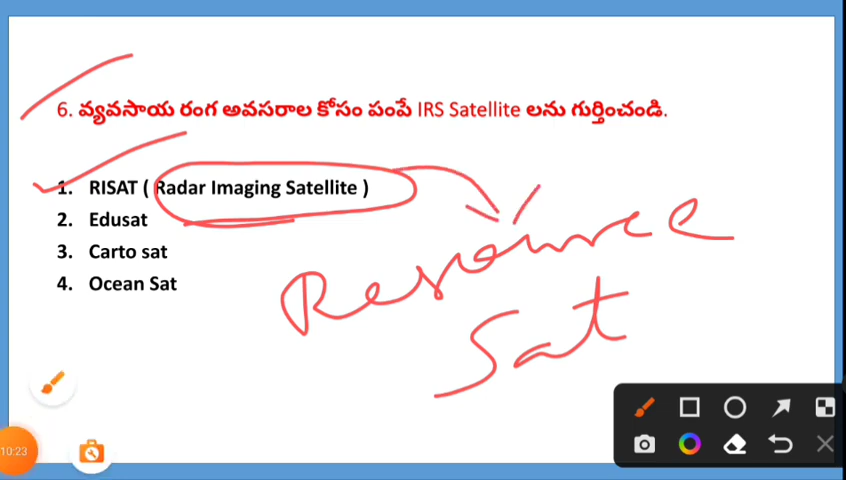 6. వ్యవసాయ రంగ అవసరాల కోసం పంపే IRS Satellite లను గుర్తించండి.
1. RISAT ( Radar Imaging Satellite )
2. Edusat
3. Carto sat
4. Ocean Sat
Resource
Sat
10:23